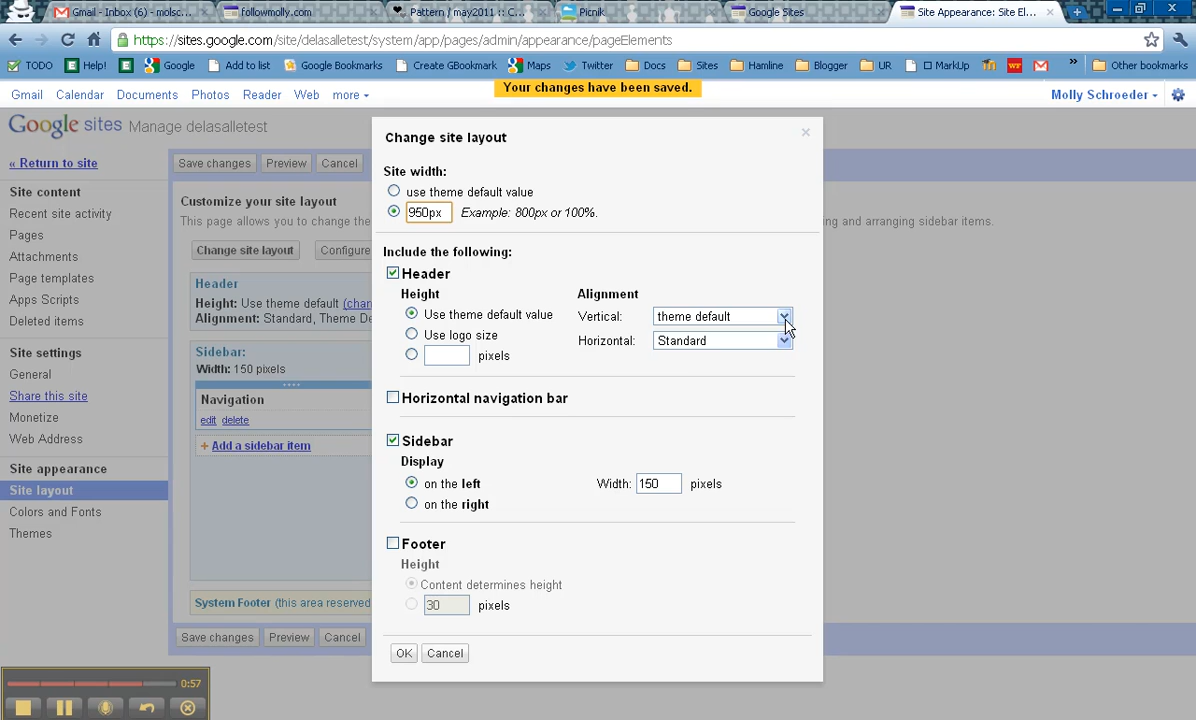 Gmail - Inbox (6) - molsc...
followmolly.com
Pattern / may2011 :: C...
Picnik
Google Sites
Site Appearance: Site El...
https://sites.google.com/site/delasalletest/system/app/pages/admin/appearance/pageElements
TODO
Help!
Google
Add to list
Google Bookmarks
Create GBookmark
Maps
Twitter
Docs
Sites
Hamline
Blogger
UR
MarkUp
WF
»
Other bookmarks
Gmail Calendar Documents Photos Reader Web more
Your changes have been saved.
Molly Schroeder
Google sites Manage delasalletest
« Return to site
Site content
Recent site activity
Pages
Attachments
Page templates
Apps Scripts
Deleted items
Site settings
General
Share this site
Monetize
Web Address
Site appearance
Site layout
Colors and Fonts
Themes
Save changes Preview Cancel
Customize your site layout
This page allows you to change the
ng and arranging sidebar items.
Change site layout Configure
Header
Height: Use theme default (char
Alignment: Standard, Theme De
Sidebar:
Width: 150 pixels
Navigation
edit delete
+ Add a sidebar item
System Footer (this area reserved
Save changes Preview Cancel
Change site layout
×
Site width:
use theme default value
950px Example: 800px or 100%.
Include the following:
Header
Height
Use theme default value
Use logo size
pixels
Alignment
Vertical: theme default
Horizontal: Standard
Horizontal navigation bar
Sidebar
Display
on the left
on the right
Width: 150 pixels
Footer
Height
Content determines height
30 pixels
OK Cancel
0:57